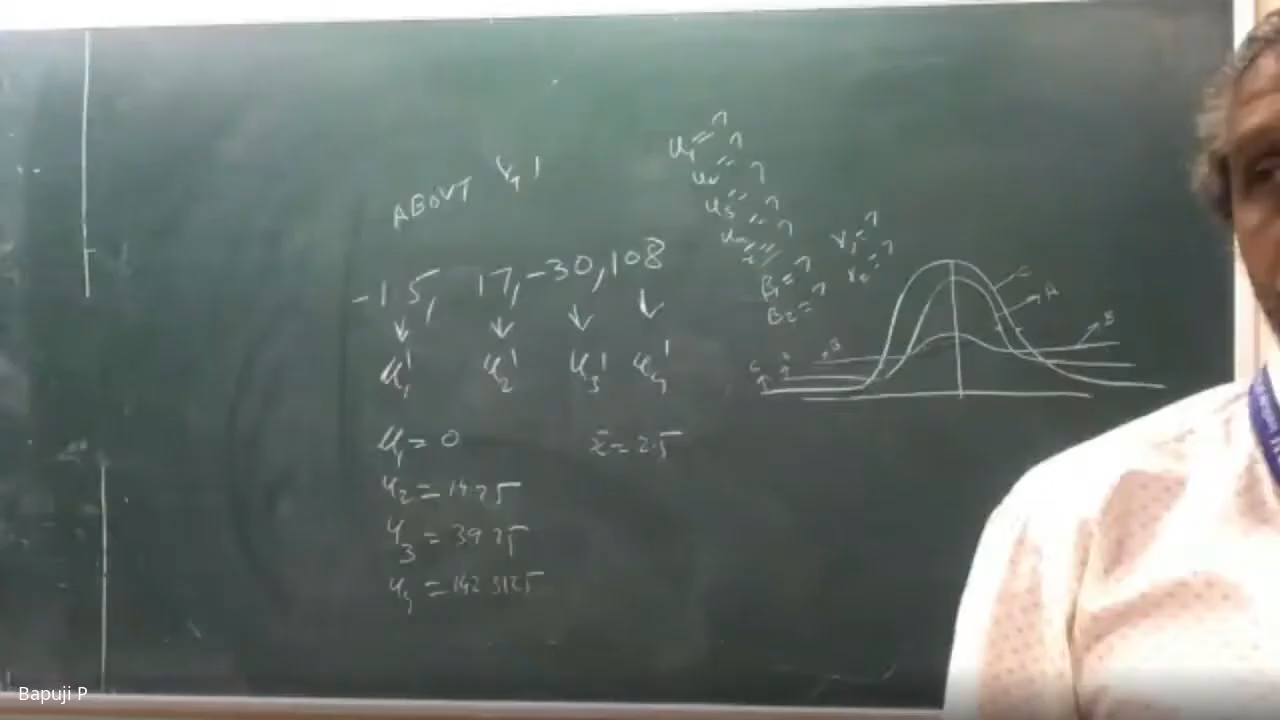 ABOUT 4
-1.5, 17, -30, 108
μ₁' μ₂' μ₃' μ₄'
μ₁ = 0
x̄ = 2.5
μ₂ = 14.75
μ₃ = 39.75
μ₄ = 142.3125
μ₁ = ?
μ₂ = ?
μ₃ = ?
μ₄ = ?
β₁ = ?
β₂ = ?
γ₁ = ?
γ₂ = ?
C
A
B
C A B
Bapuji P